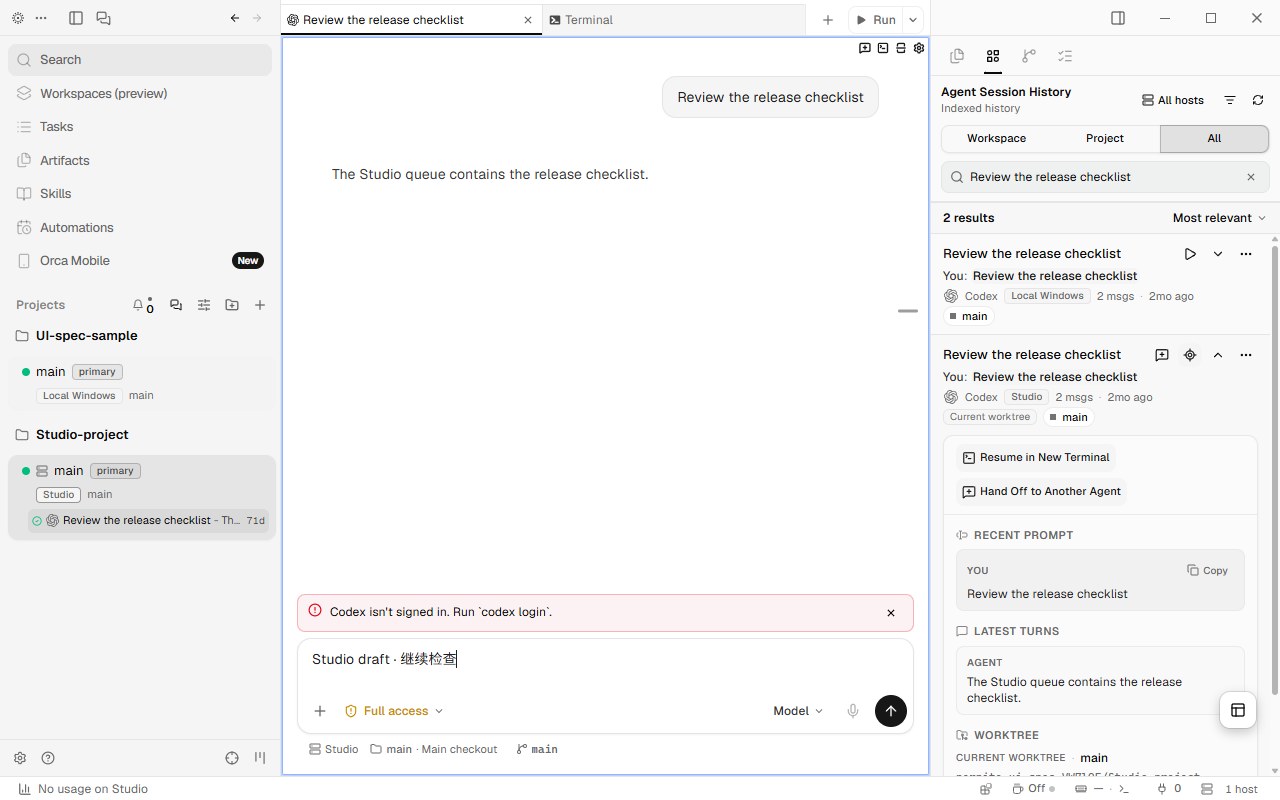 Review the release checklist
Terminal
Run
Search
Workspaces (preview)
Tasks
Artifacts
Skills
Automations
Orca Mobile
New
Projects
0
UI-spec-sample
main
primary
Local Windows
main
Studio-project
main
primary
Studio
main
Review the release checklist - Th...
71d
No usage on Studio
Review the release checklist
The Studio queue contains the release checklist.
Codex isn't signed in. Run `codex login`.
Studio draft · 继续检查
Full access
Model
Studio
main · Main checkout
main
Agent Session History
Indexed history
All hosts
Workspace
Project
All
Review the release checklist
2 results
Most relevant
Review the release checklist
You: Review the release checklist
Codex
Local Windows
2 msgs · 2mo ago
main
Review the release checklist
You: Review the release checklist
Codex
Studio
2 msgs · 2mo ago
Current worktree
main
Resume in New Terminal
Hand Off to Another Agent
RECENT PROMPT
YOU
Copy
Review the release checklist
LATEST TURNS
AGENT
The Studio queue contains the release
checklist.
WORKTREE
CURRENT WORKTREE · main
Off
0
1 host